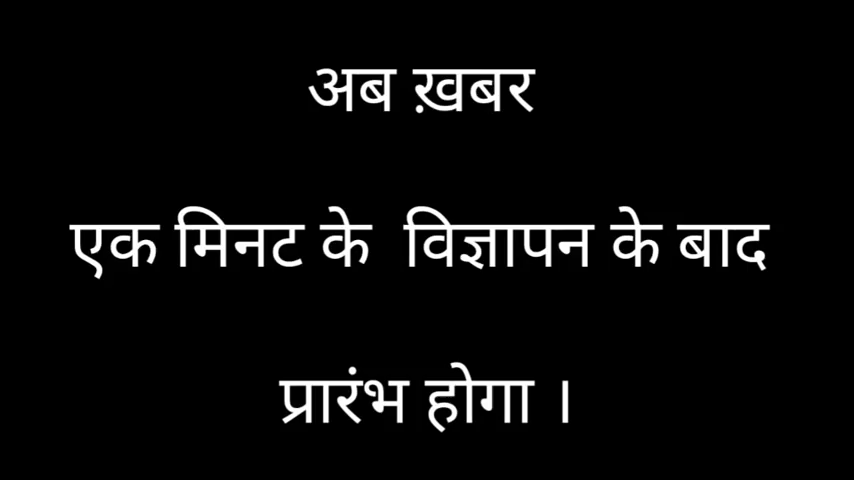 अब ख़बर
एक मिनट के विज्ञापन के बाद
प्रारंभ होगा ।